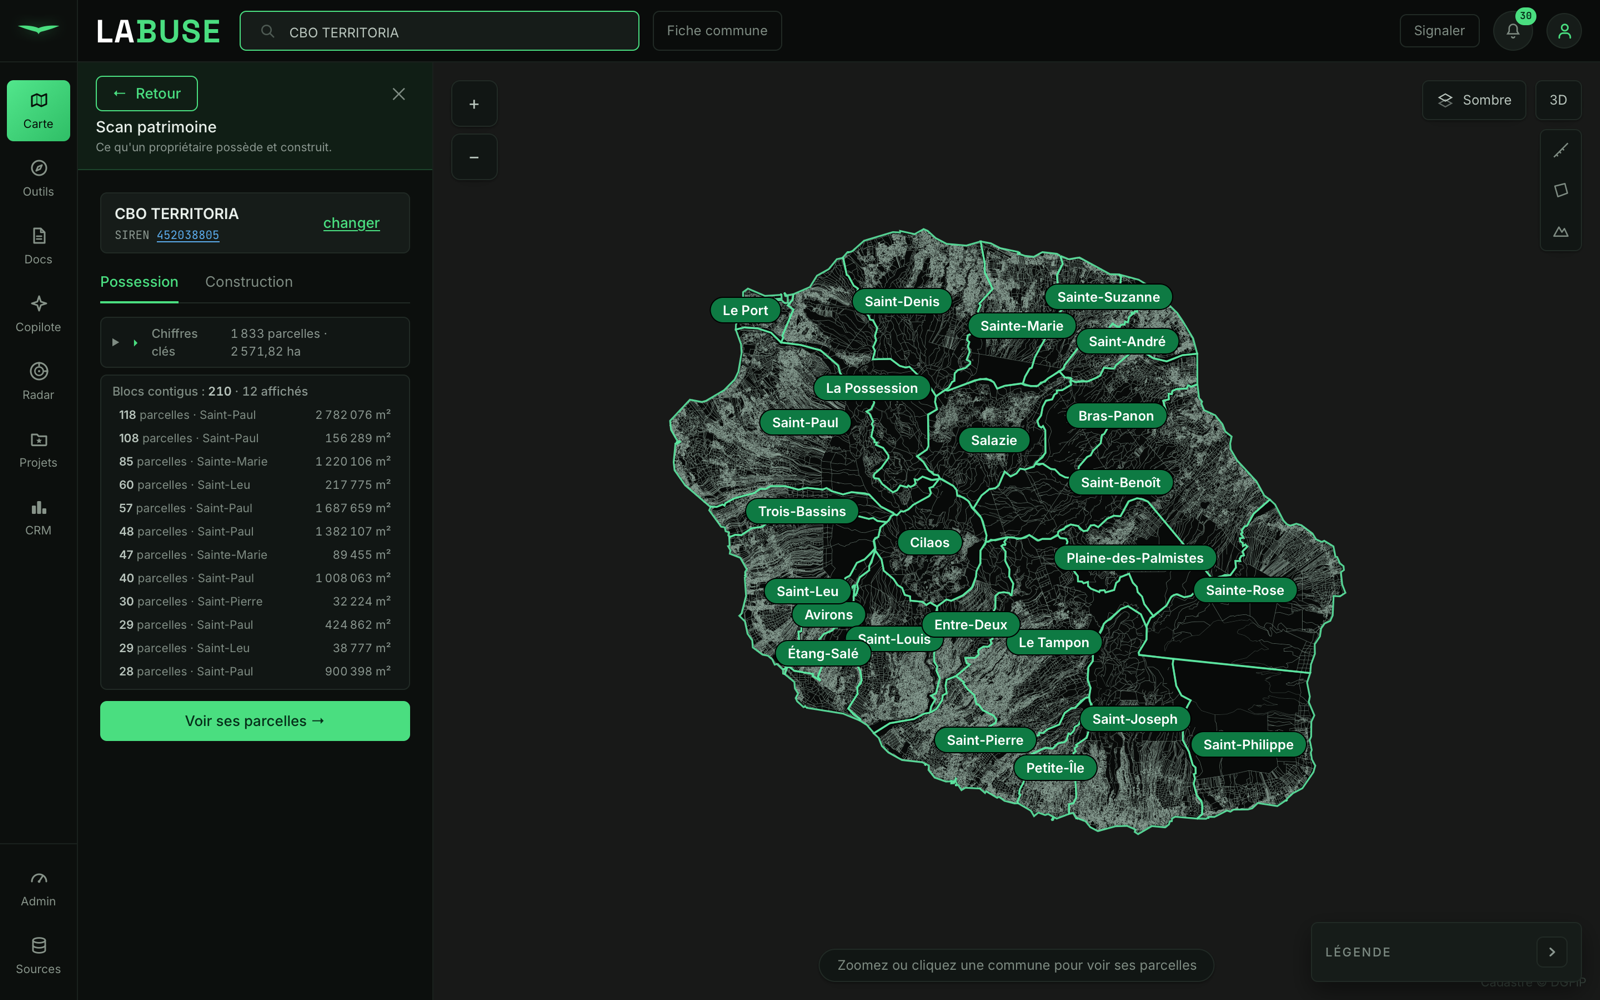 LABUSE
CBO TERRITORIA
Fiche commune
Signaler
30
Carte
Outils
Docs
Copilote
Radar
Projets
CRM
Admin
Sources
← Retour
Scan patrimoine
Ce qu'un propriétaire possède et construit.
CBO TERRITORIA
SIREN 452038805
changer
Possession
Construction
Chiffres clés
1 833 parcelles · 2 571,82 ha
Blocs contigus : 210 · 12 affichés
118 parcelles · Saint-Paul 2 782 076 m²
108 parcelles · Saint-Paul 156 289 m²
85 parcelles · Sainte-Marie 1 220 106 m²
60 parcelles · Saint-Leu 217 775 m²
57 parcelles · Saint-Paul 1 687 659 m²
48 parcelles · Saint-Paul 1 382 107 m²
47 parcelles · Sainte-Marie 89 455 m²
40 parcelles · Saint-Paul 1 008 063 m²
30 parcelles · Saint-Pierre 32 224 m²
29 parcelles · Saint-Paul 424 862 m²
29 parcelles · Saint-Leu 38 777 m²
28 parcelles · Saint-Paul 900 398 m²
Voir ses parcelles →
+
−
Sombre
3D
Le Port
Saint-Denis
Sainte-Suzanne
Sainte-Marie
Saint-André
La Possession
Saint-Paul
Bras-Panon
Salazie
Saint-Benoît
Trois-Bassins
Cilaos
Plaine-des-Palmistes
Saint-Leu
Sainte-Rose
Avirons
Entre-Deux
Saint-Louis
Le Tampon
Étang-Salé
Saint-Joseph
Saint-Pierre
Saint-Philippe
Petite-Île
Zoomez ou cliquez une commune pour voir ses parcelles
LÉGENDE
Cadastre © DGFiP